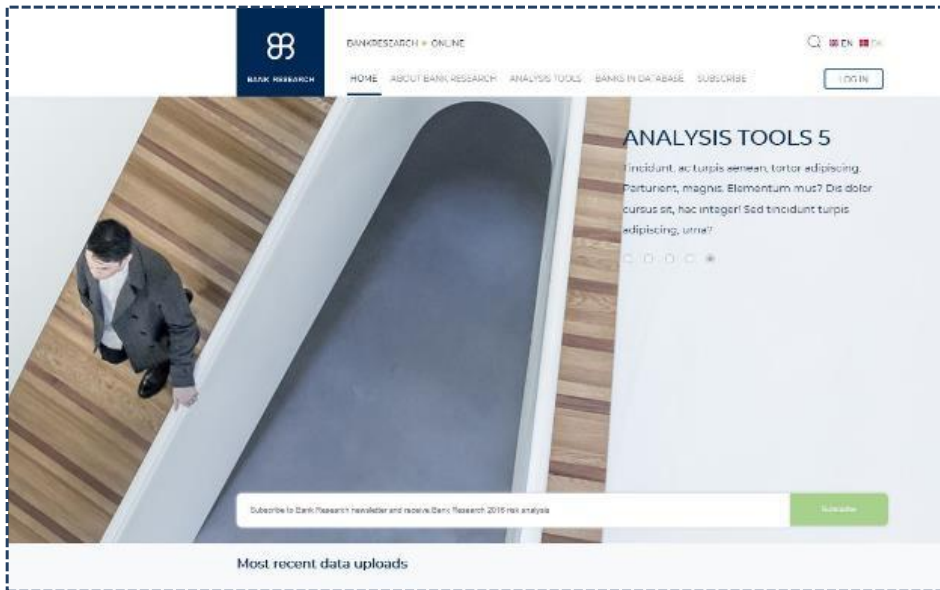 BANK RESEARCH
BANKRESEARCH • ONLINE
EN DK
HOME ABOUT BANK RESEARCH ANALYSIS TOOLS BANKS IN DATABASE SUBSCRIBE
LOG IN
ANALYSIS TOOLS 5
Tincidunt, ac turpis aenean, tortor adipiscing.
Parturient, magnis. Elementum mus? Dis dolor
cursus sit, hac integer! Sed tincidunt turpis
adipiscing, urna?
Subscribe to Bank Research newsletter and receive Bank Research 2016 risk analysis
Subscribe
Most recent data uploads